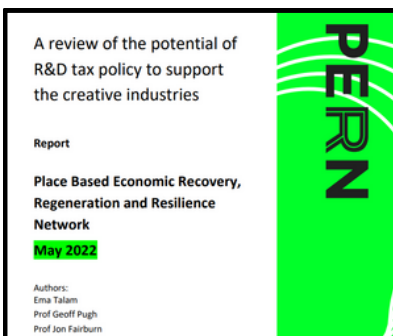 A review of the potential of
R&D tax policy to support
the creative industries
Report
Place Based Economic Recovery,
Regeneration and Resilience
Network
May 2022
Authors:
Ema Talam
Prof Geoff Pugh
Prof Jon Fairburn
PERN